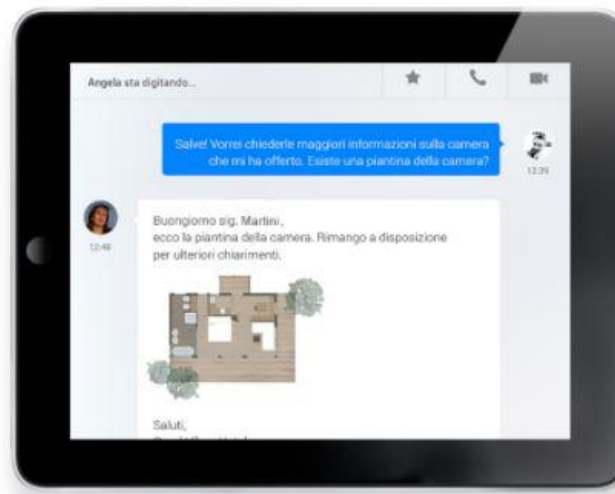 Angela sta digitando...
Salve! Vorrei chiederle maggiori informazioni sulla camera
che mi ha offerto. Esiste una piantina della camera?
12:39
Buongiorno sig. Martini,
12:40
ecco la piantina della camera. Rimango a disposizione
per ulteriori chiarimenti.
Saluti,